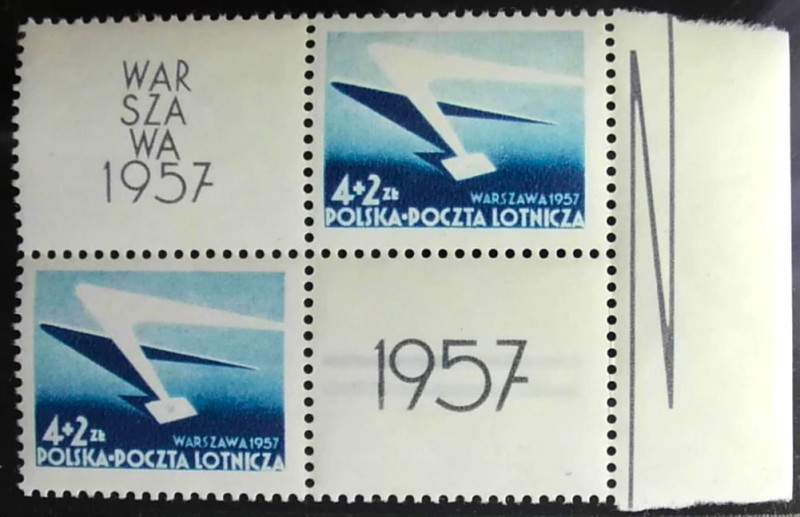 WAR
SZA
WA
1957
4+2 ZŁ
WARSZAWA 1957
POLSKA·POCZTA LOTNICZA
4+2 ZŁ
WARSZAWA 1957
POLSKA·POCZTA LOTNICZA
1957